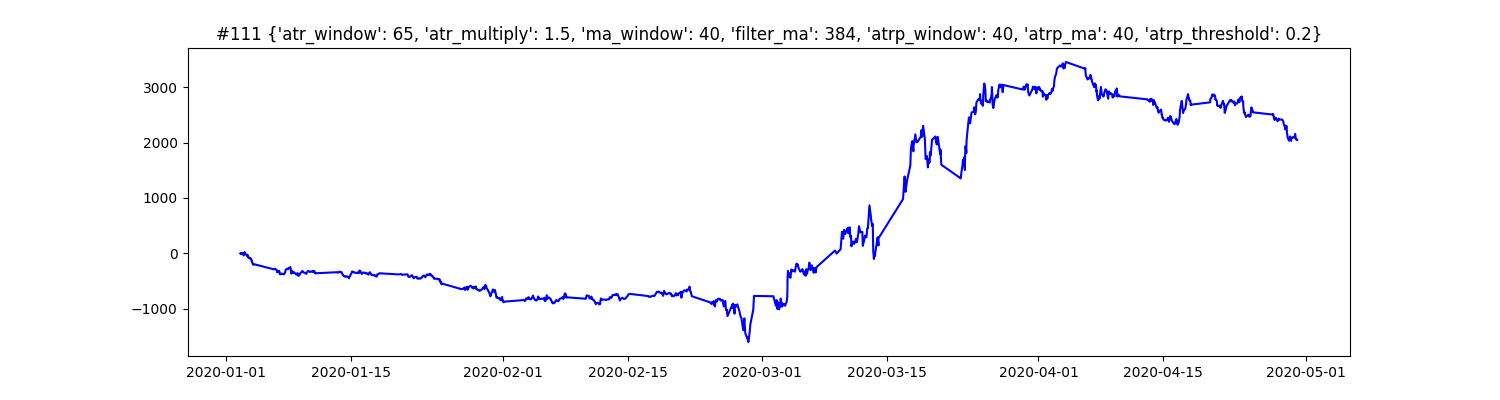 #111 {'atr_window': 65, 'atr_multiply': 1.5, 'ma_window': 40, 'filter_ma': 384, 'atrp_window': 40, 'atrp_ma': 40, 'atrp_threshold': 0.2}
3000
2000
1000
0
−1000
2020-01-01 2020-01-15 2020-02-01 2020-02-15 2020-03-01 2020-03-15 2020-04-01 2020-04-15 2020-05-01